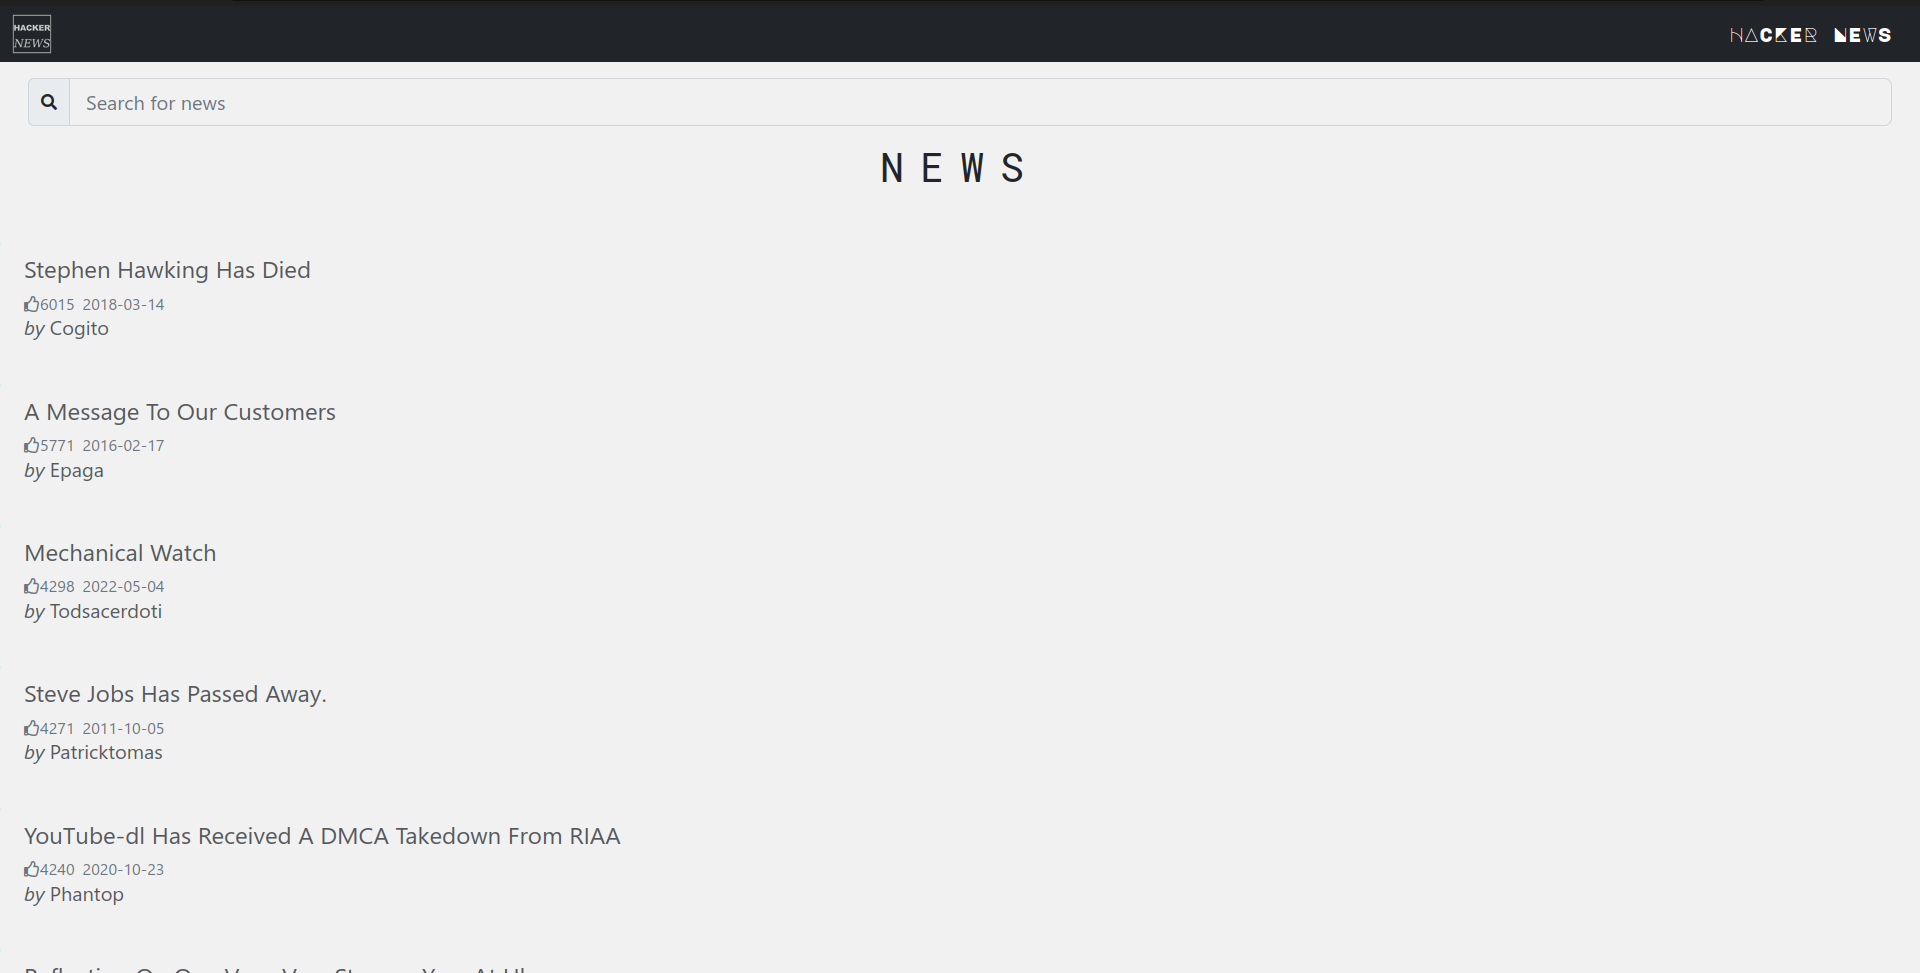 HACKER
NEWS
HACKER NEWS
Search for news
NEWS
Stephen Hawking Has Died
6015 2018-03-14
by Cogito
A Message To Our Customers
5771 2016-02-17
by Epaga
Mechanical Watch
4298 2022-05-04
by Todsacerdoti
Steve Jobs Has Passed Away.
4271 2011-10-05
by Patricktomas
YouTube-dl Has Received A DMCA Takedown From RIAA
4240 2020-10-23
by Phantop